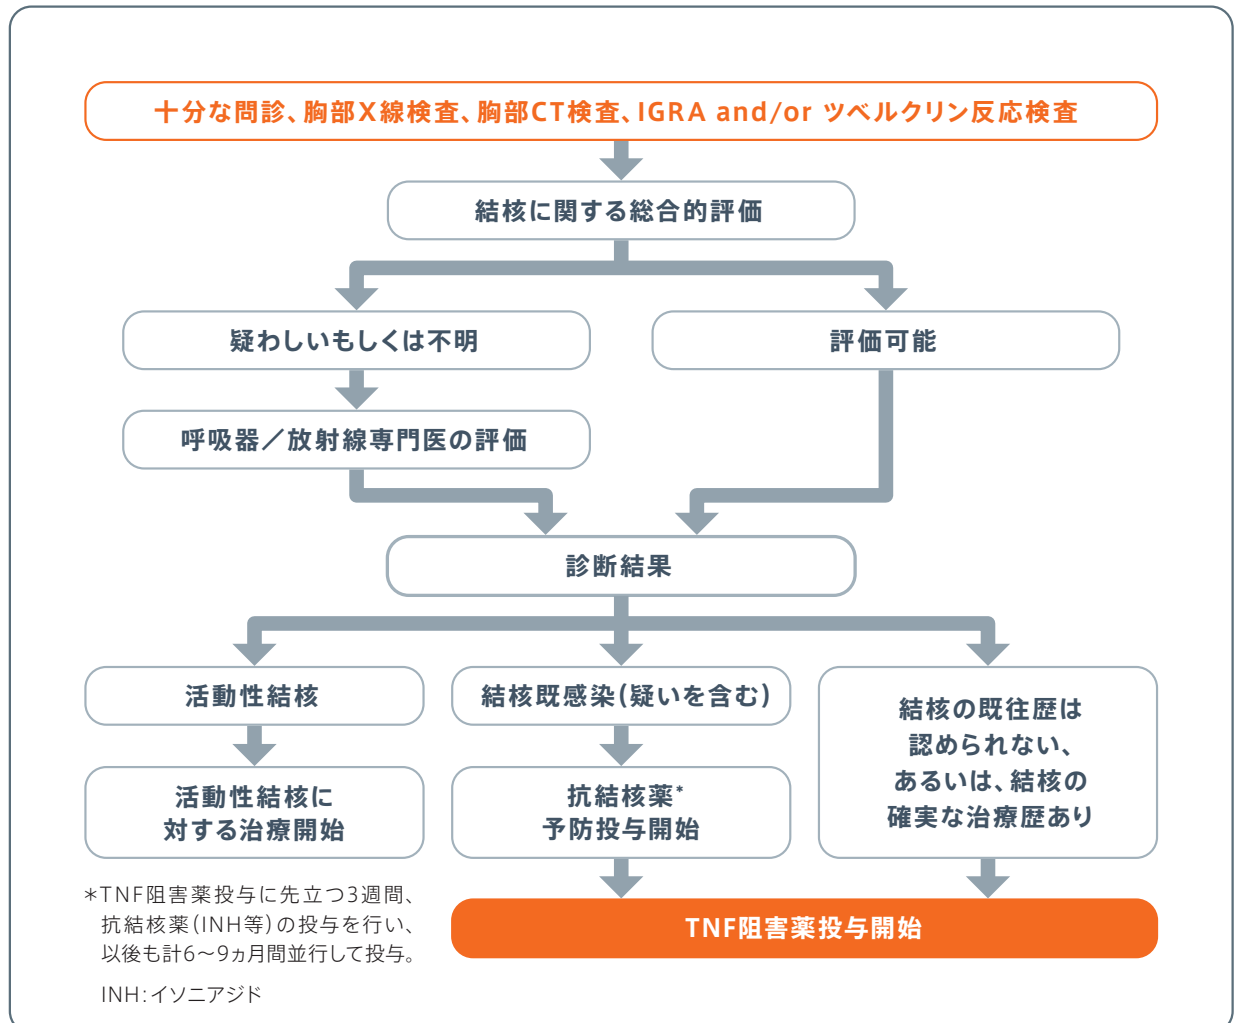 十分な問診、胸部X線検査、胸部CT検査、IGRA and/or ツベルクリン反応検査
結核に関する総合的評価
疑わしいもしくは不明
評価可能
呼吸器／放射線専門医の評価
診断結果
活動性結核
結核既感染(疑いを含む)
結核の既往歴は
認められない、
あるいは、結核の
確実な治療歴あり
活動性結核に
対する治療開始
抗結核薬*
予防投与開始
TNF阻害薬投与開始
*TNF阻害薬投与に先立つ3週間、
抗結核薬(INH等)の投与を行い、
以後も計6〜9ヵ月間並行して投与。
INH:イソニアジド